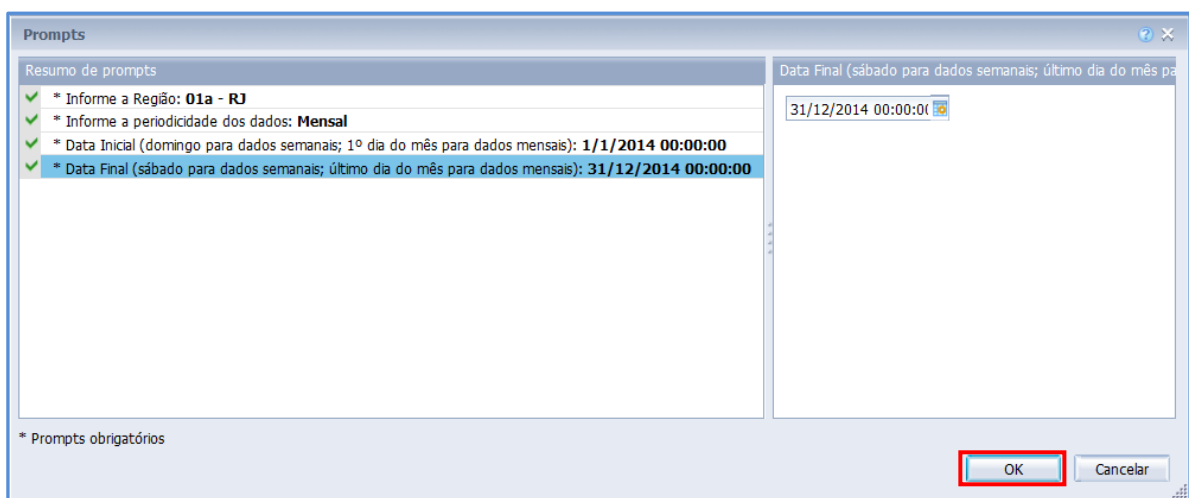 Prompts
Resumo de prompts
* Informe a Região: 01a - RJ
* Informe a periodicidade dos dados: Mensal
* Data Inicial (domingo para dados semanais; 1º dia do mês para dados mensais): 1/1/2014 00:00:00
* Data Final (sábado para dados semanais; último dia do mês para dados mensais): 31/12/2014 00:00:00
* Prompts obrigatórios
Data Final (sábado para dados semanais; último dia do mês pa
31/12/2014 00:00:0(
OK
Cancelar